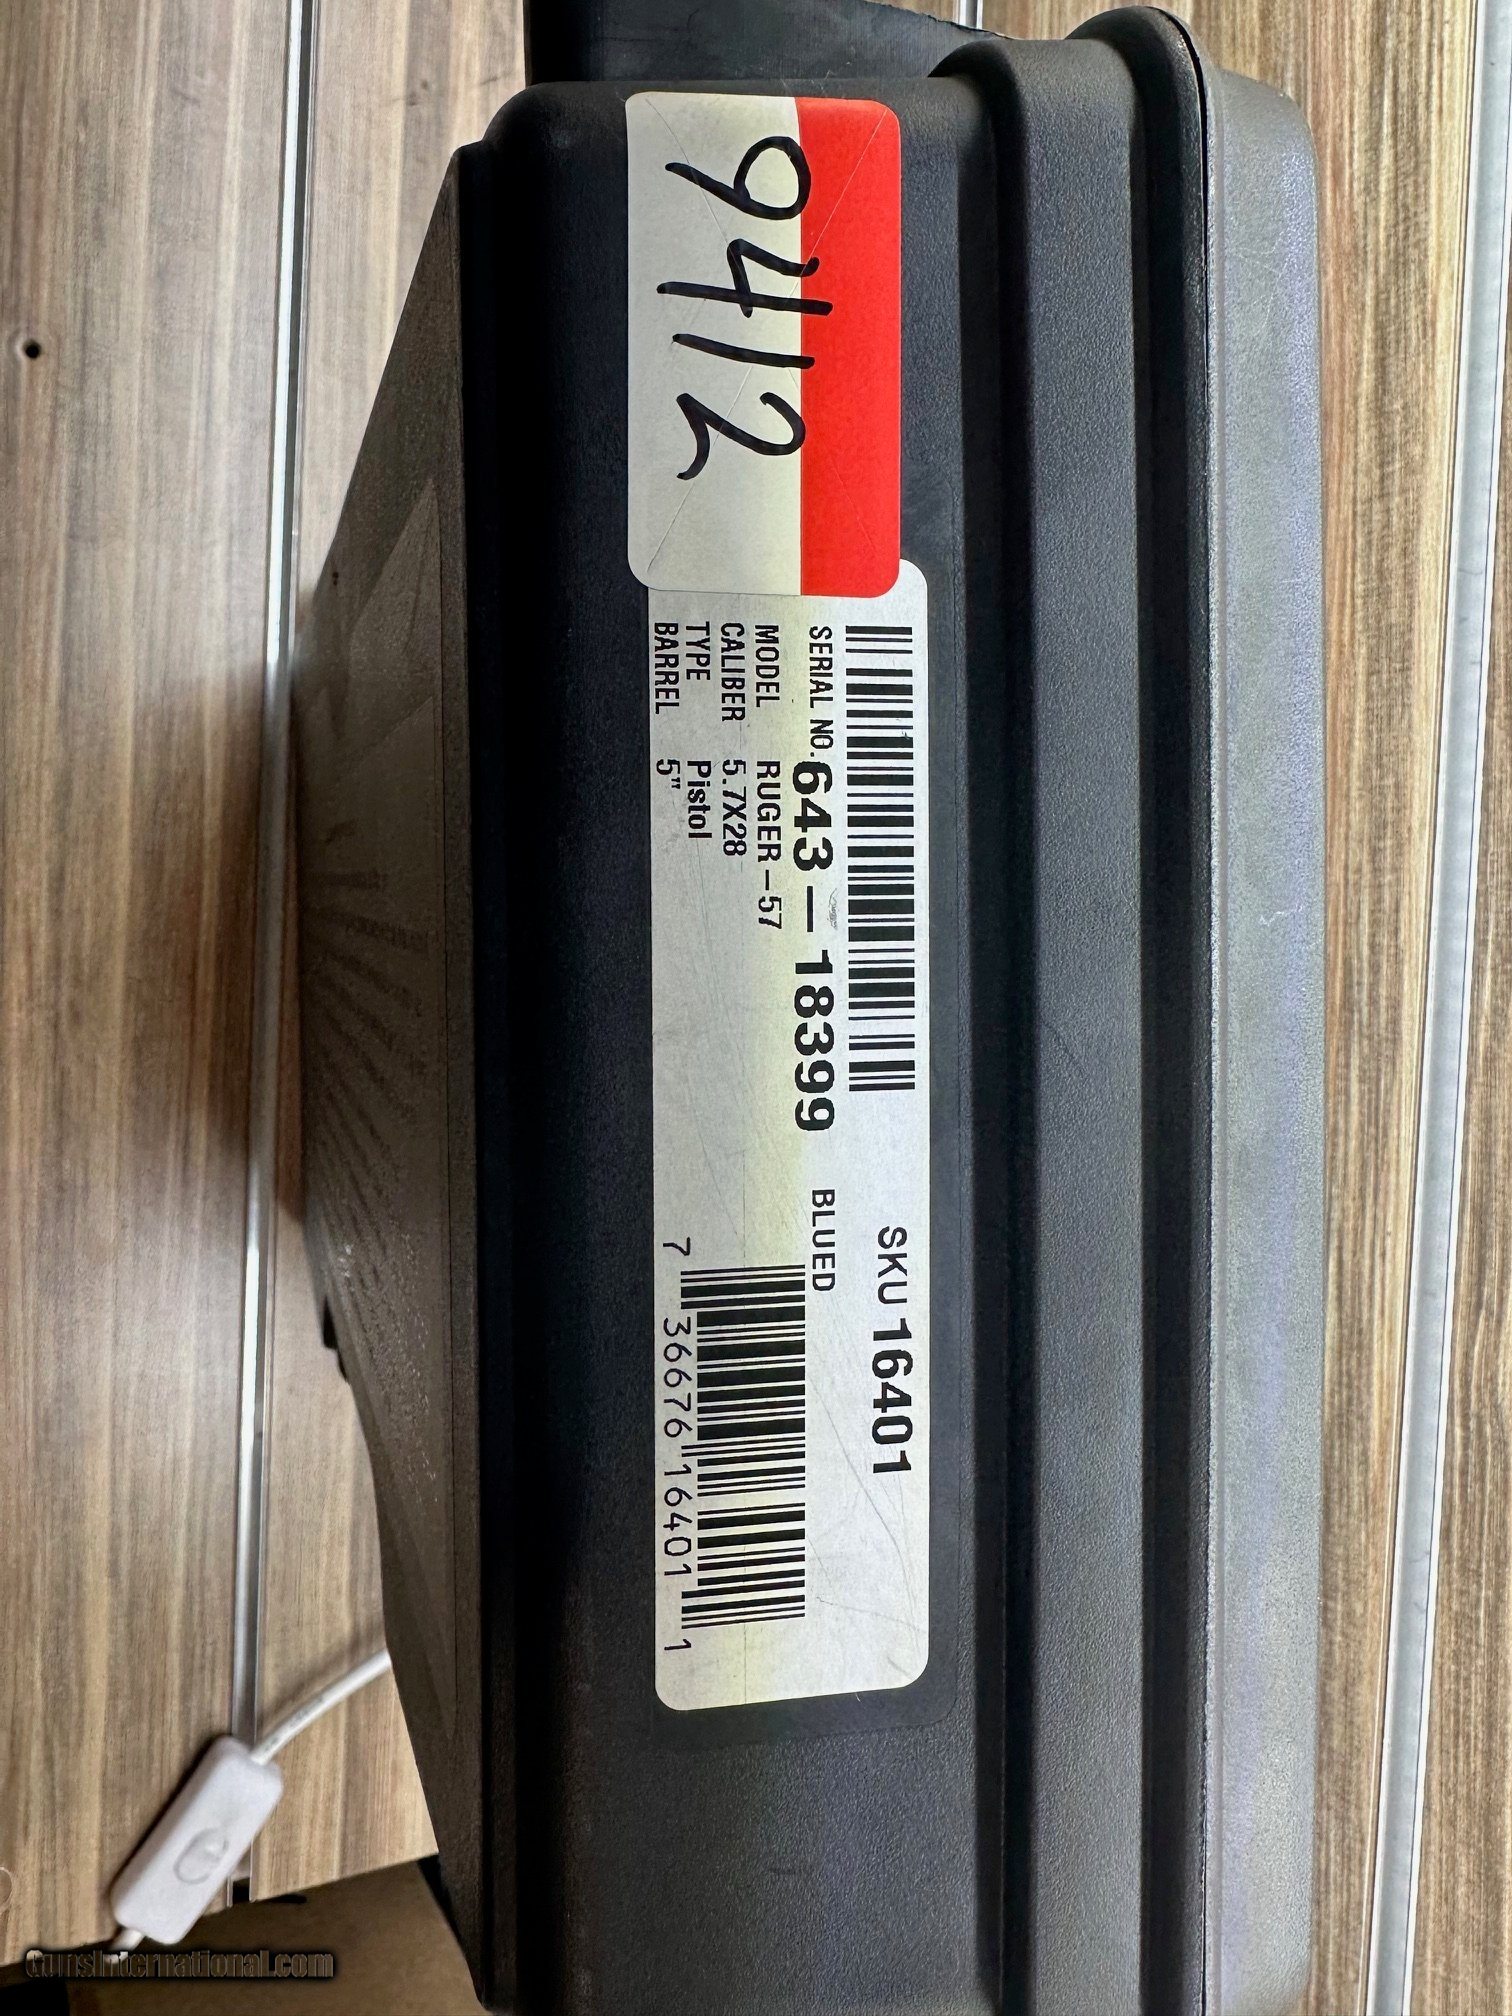 9412
SKU 16401
SERIAL NO. 643-18399 BLUED
MODEL RUGER-57
CALIBER 5.7X28
TYPE Pistol
BARREL 5"
7 36676 16401 1
GunsInternational.com